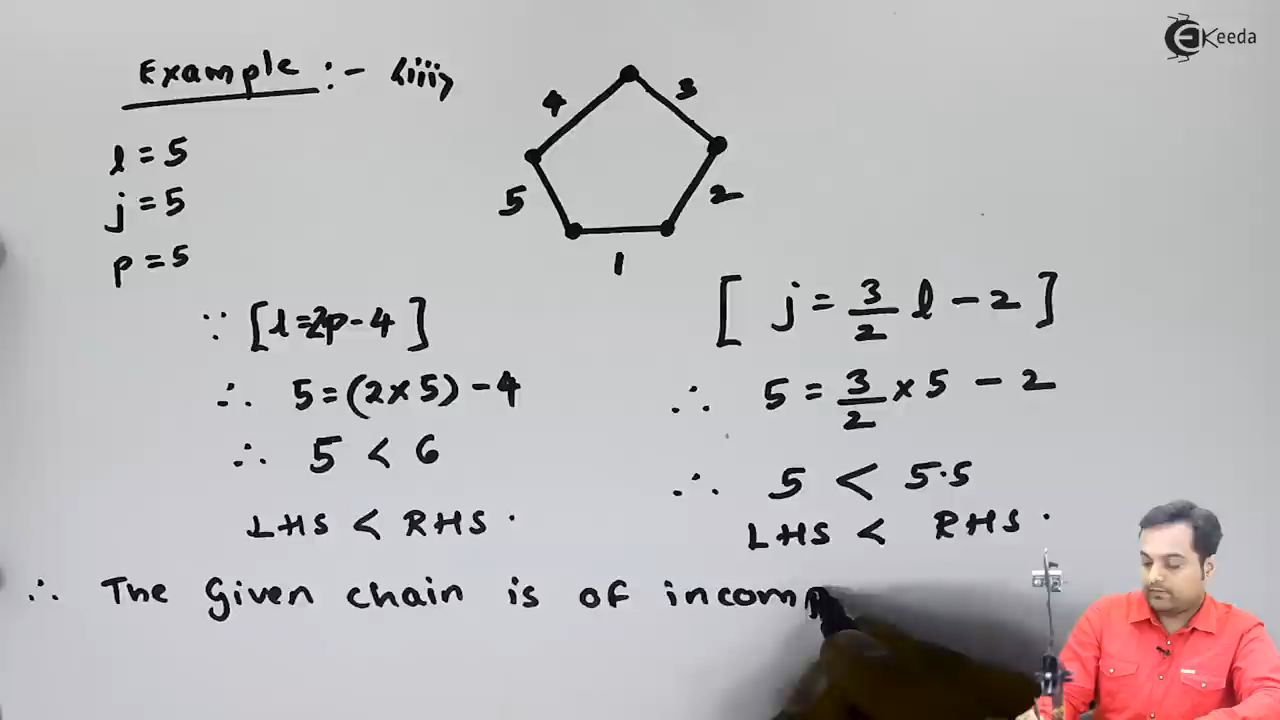 EKeeda
Example :- <iii>
l = 5
j = 5
p = 5
4
3
5
2
1
∵ [l=2p-4]
∴ 5=(2×5)-4
∴ 5 < 6
LHS < RHS.
[ j = 3/2 l - 2 ]
∴ 5 = 3/2 × 5 - 2
∴ 5 < 5.5
LHS < RHS.
∴ The Given chain is of incomp